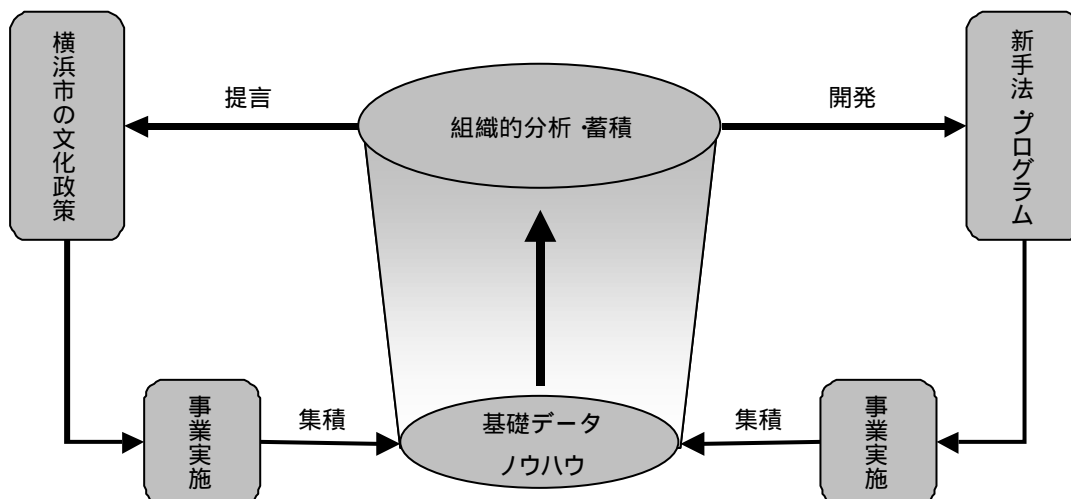 横浜市の文化政策
提言
組織的分析・蓄積
開発
新手法・プログラム
事業実施
集積
基礎データ
ノウハウ
集積
事業実施